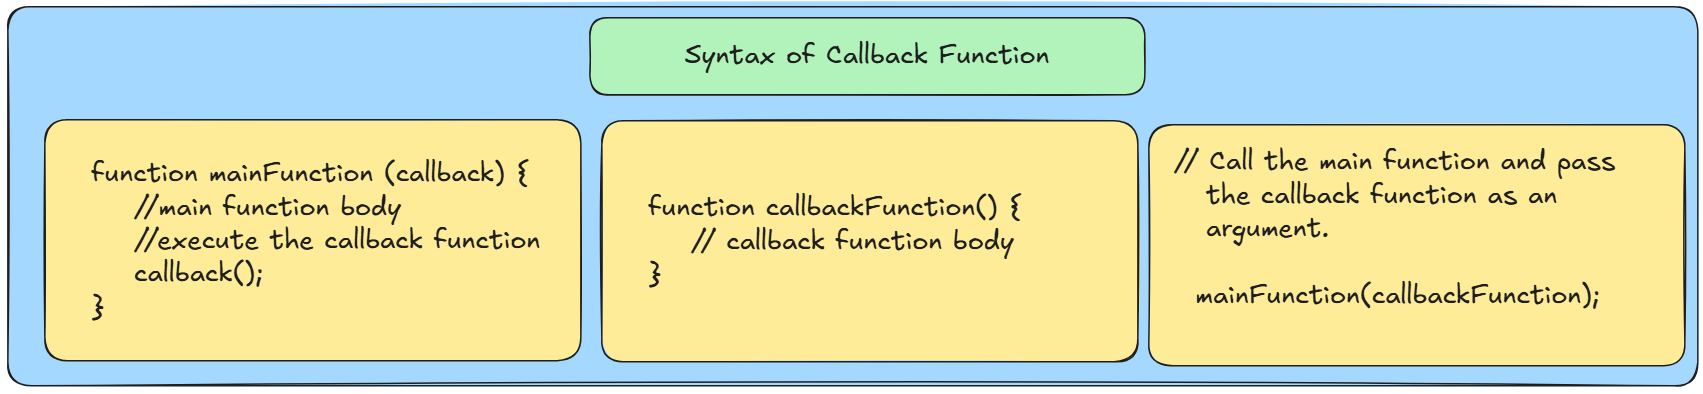 Syntax of Callback Function
function mainFunction (callback) {
//main function body
//execute the callback function
callback();
}
function callbackFunction() {
// callback function body
}
// Call the main function and pass
the callback function as an
argument.
mainFunction(callbackFunction);